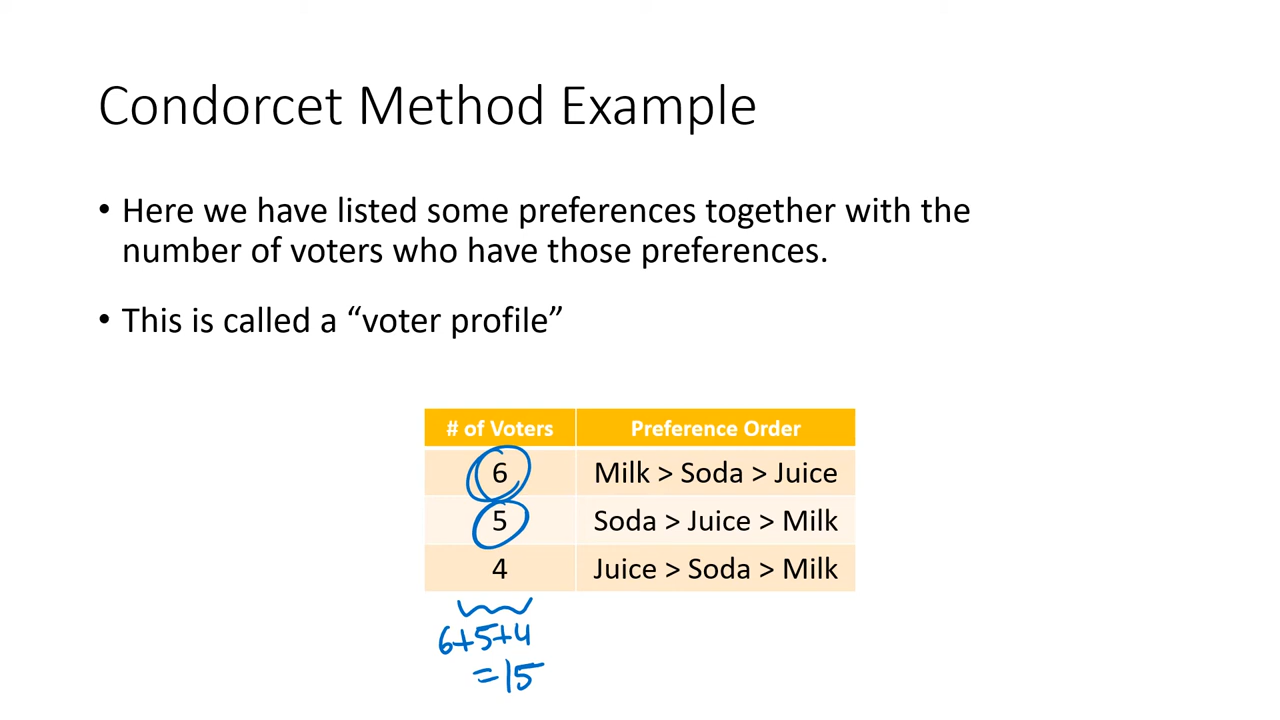 Condorcet Method Example
• Here we have listed some preferences together with the
number of voters who have those preferences.
• This is called a “voter profile”
# of Voters Preference Order
6 Milk > Soda > Juice
5 Soda > Juice > Milk
4 Juice > Soda > Milk
6+5+4
=15